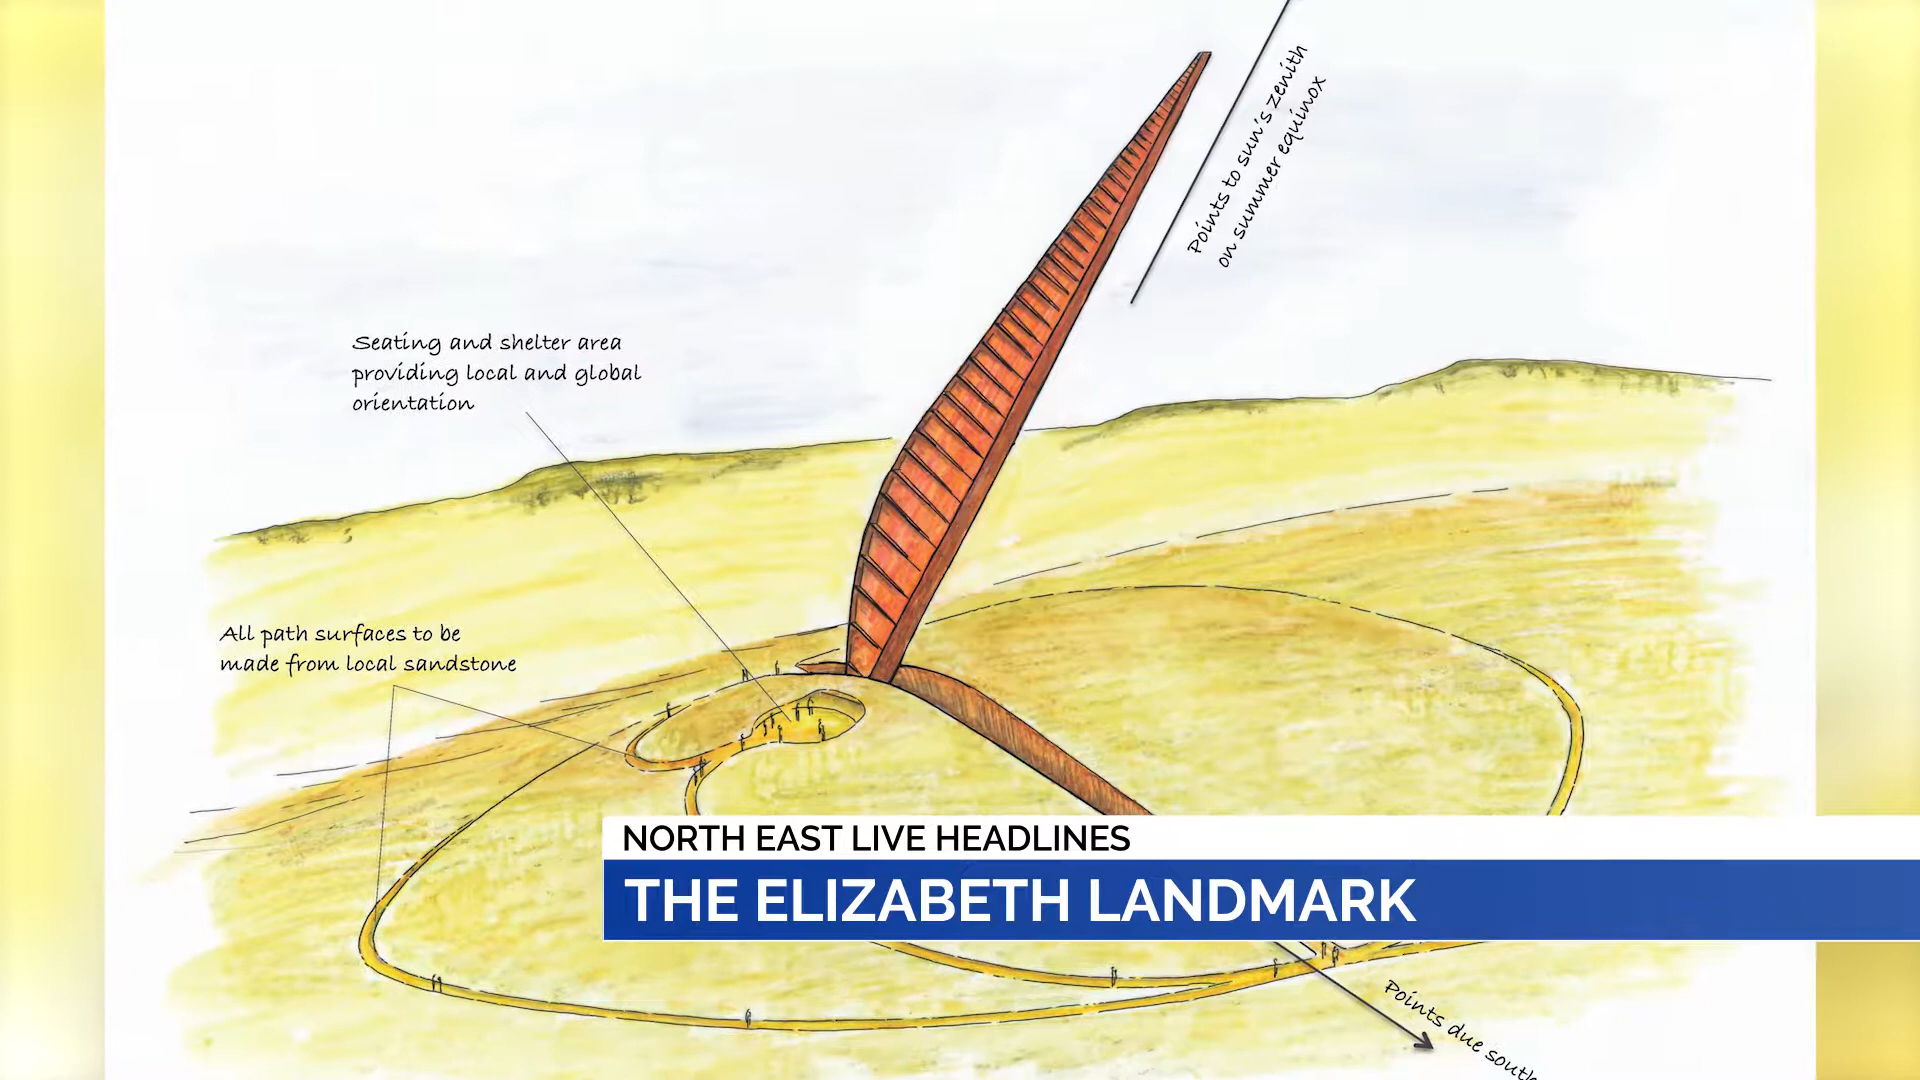 Points to sun's zenith
on summer equinox
Seating and shelter area
providing local and global
orientation
All path surfaces to be
made from local sandstone
NORTH EAST LIVE HEADLINES
THE ELIZABETH LANDMARK
Points due south